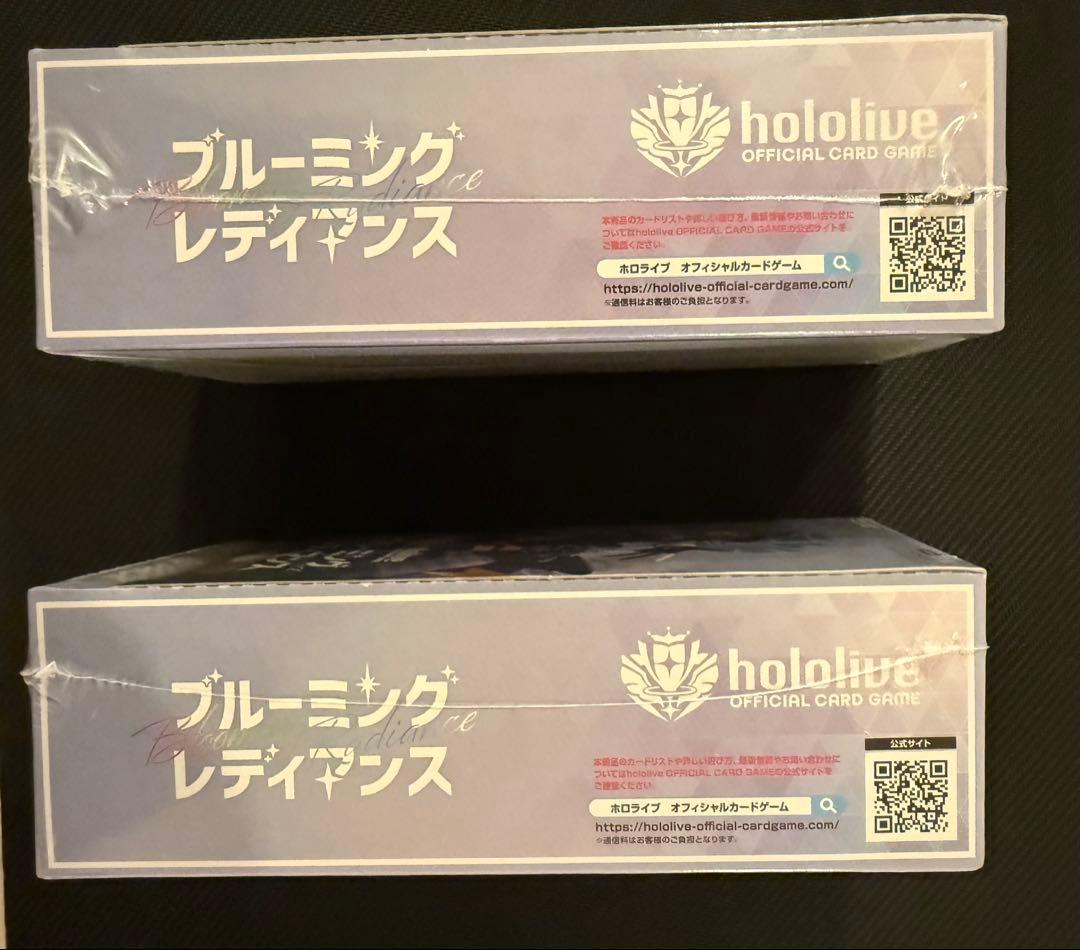 ブルーミング
Blooming Radiance
レディアンス
hololive
OFFICIAL CARD GAME
公式サイト
本商品のカードリストや詳しい遊び方、最新情報やお問い合わせに
ついてはhololive OFFICIAL CARD GAMEの公式サイトを
ご確認ください。
ホロライブ オフィシャルカードゲーム
https://hololive-official-cardgame.com/
※通信料はお客様のご負担となります。
ブルーミング
Blooming Radiance
レディアンス
hololive
OFFICIAL CARD GAME
公式サイト
本商品のカードリストや詳しい遊び方、最新情報やお問い合わせに
ついてはhololive OFFICIAL CARD GAMEの公式サイトを
ご確認ください。
ホロライブ オフィシャルカードゲーム
https://hololive-official-cardgame.com/
※通信料はお客様のご負担となります。